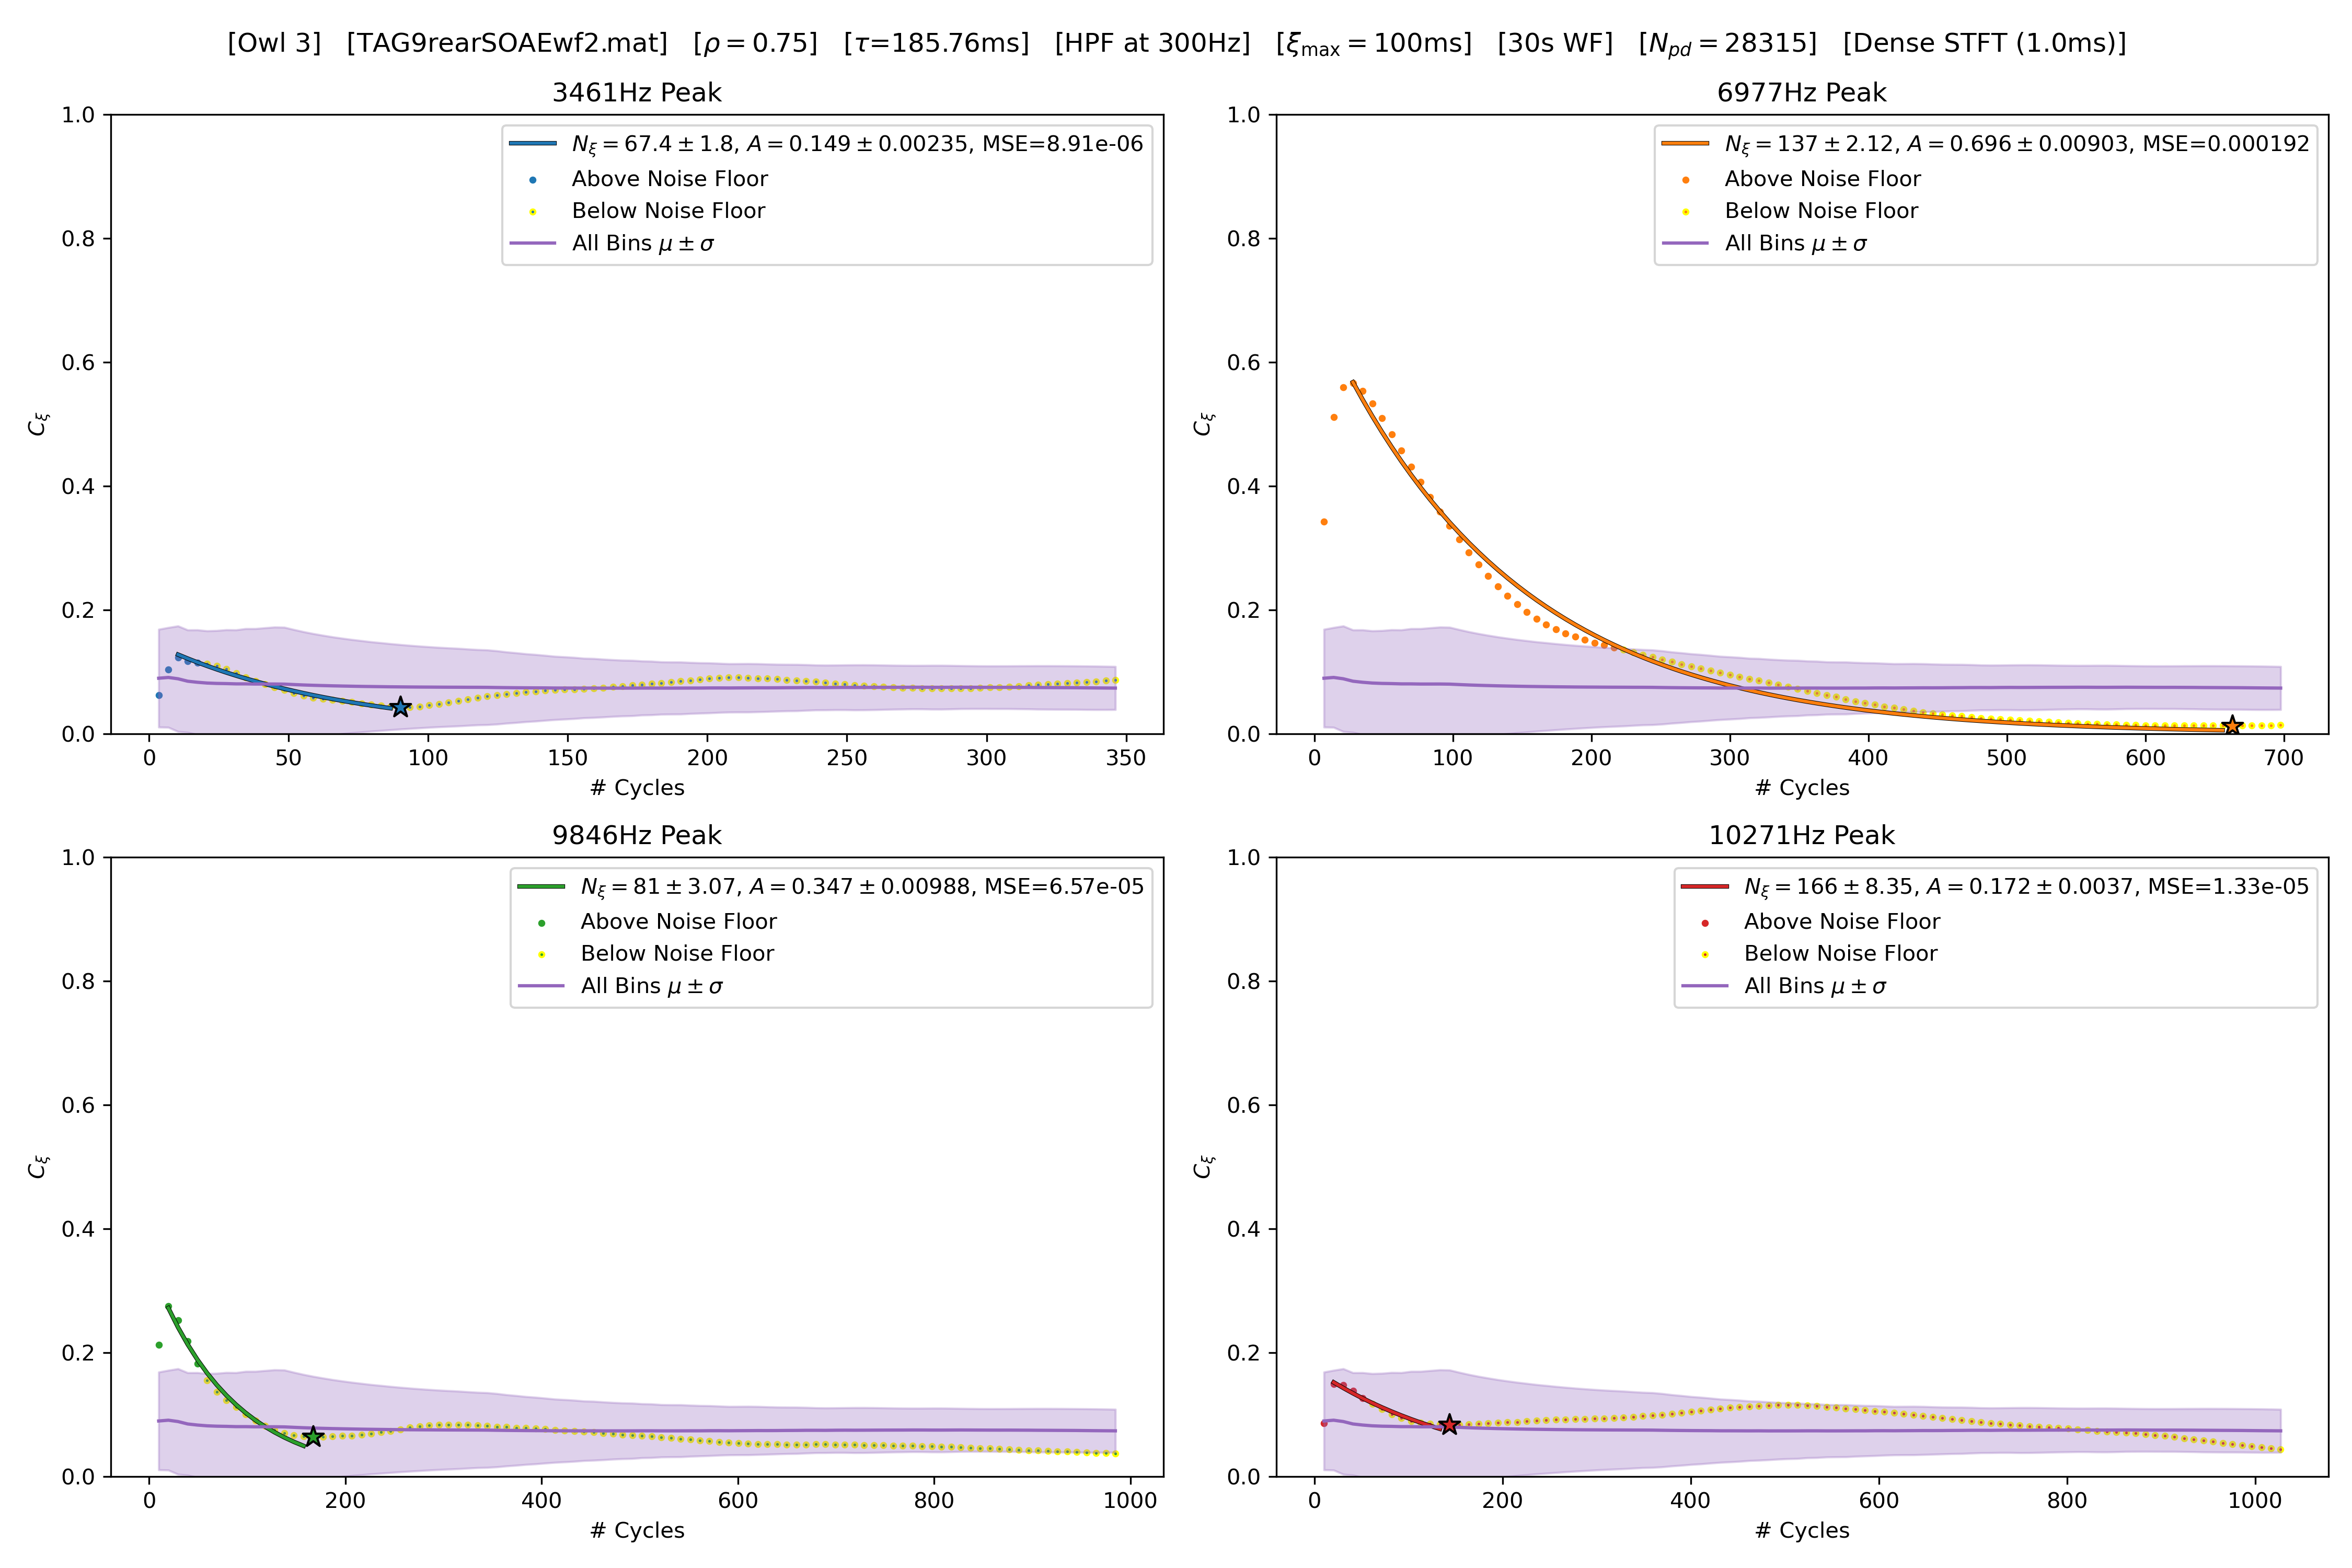 [Owl 3] [TAG9rearSOAEwf2.mat] [ρ = 0.75] [τ=185.76ms] [HPF at 300Hz] [ξmax = 100ms] [30s WF] [Npd = 28315] [Dense STFT (1.0ms)]
3461Hz Peak
Nξ = 67.4 ± 1.8, A = 0.149 ± 0.00235, MSE=8.91e-06
Above Noise Floor
Below Noise Floor
All Bins μ ± σ
1.0
0.8
0.6
0.4
0.2
0.0
Cξ
0 50 100 150 200 250 300 350
# Cycles
6977Hz Peak
Nξ = 137 ± 2.12, A = 0.696 ± 0.00903, MSE=0.000192
Above Noise Floor
Below Noise Floor
All Bins μ ± σ
1.0
0.8
0.6
0.4
0.2
0.0
Cξ
0 100 200 300 400 500 600 700
# Cycles
9846Hz Peak
Nξ = 81 ± 3.07, A = 0.347 ± 0.00988, MSE=6.57e-05
Above Noise Floor
Below Noise Floor
All Bins μ ± σ
1.0
0.8
0.6
0.4
0.2
0.0
Cξ
0 200 400 600 800 1000
# Cycles
10271Hz Peak
Nξ = 166 ± 8.35, A = 0.172 ± 0.0037, MSE=1.33e-05
Above Noise Floor
Below Noise Floor
All Bins μ ± σ
1.0
0.8
0.6
0.4
0.2
0.0
Cξ
0 200 400 600 800 1000
# Cycles